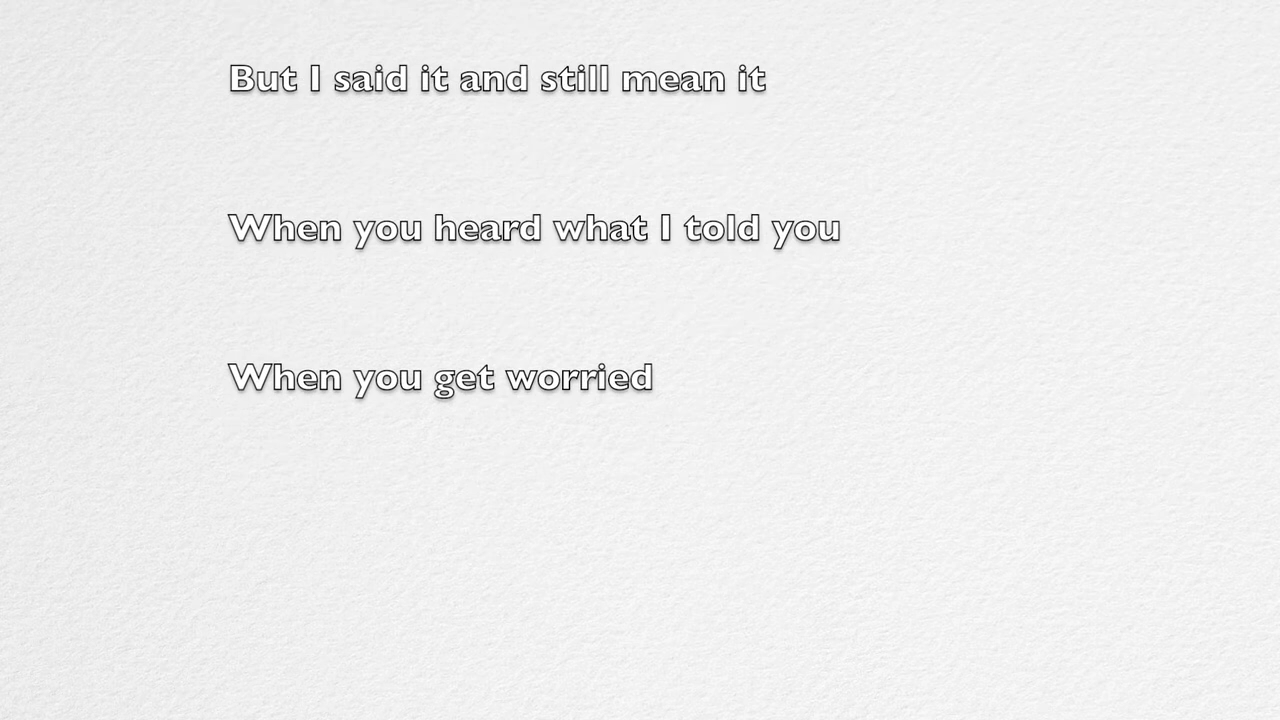 But I said it and still mean it
When you heard what I told you
When you get worried